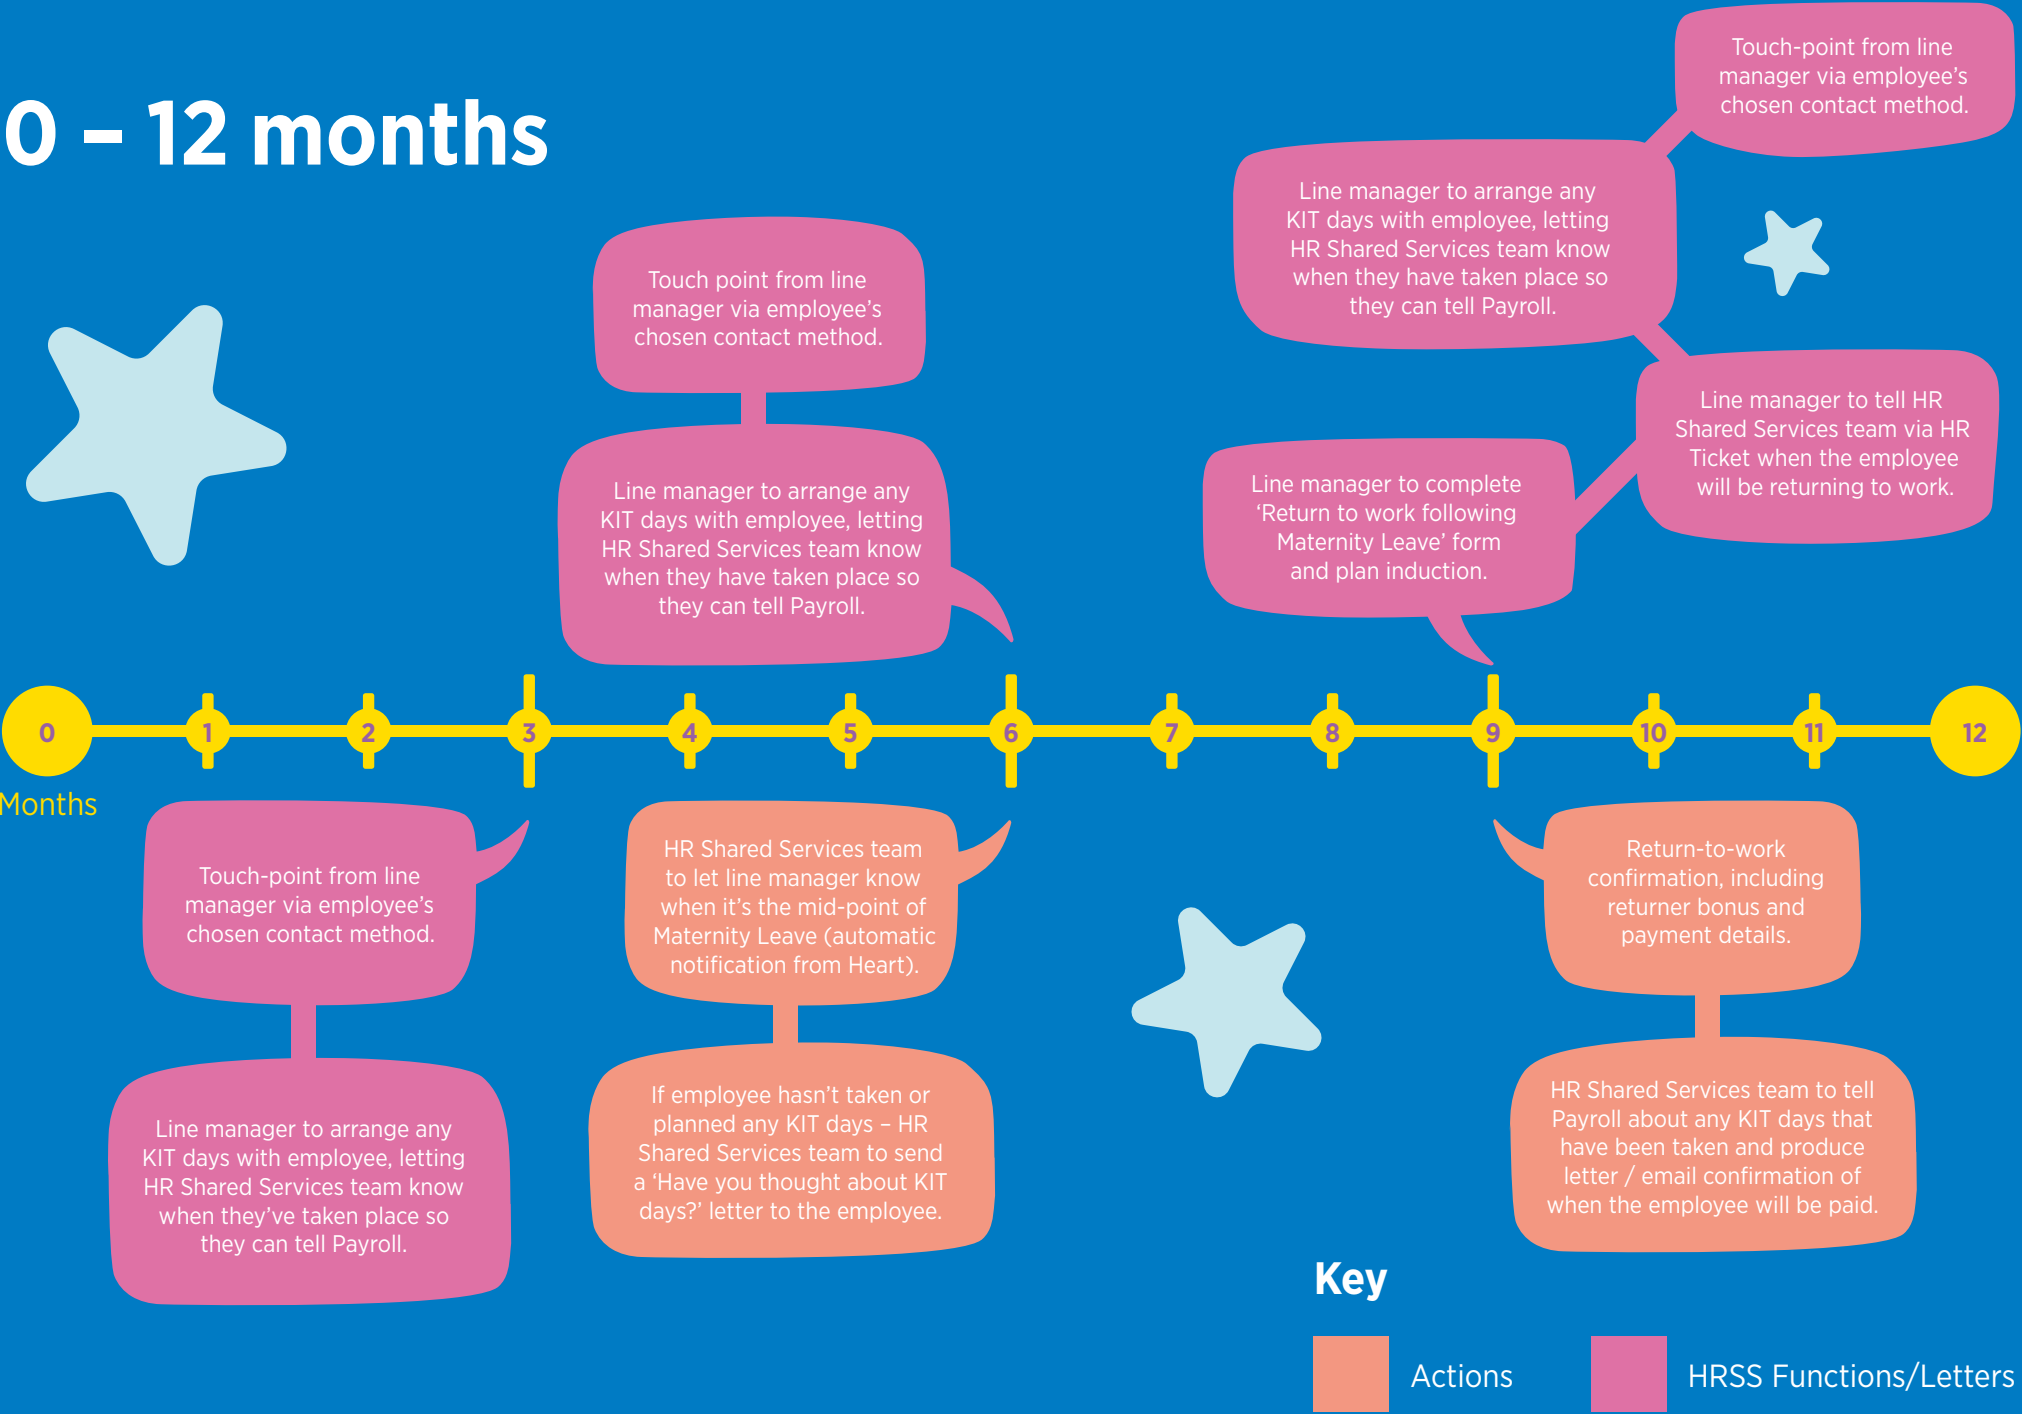 0 – 12 months
Touch-point from line
manager via employee's
chosen contact method.
Line manager to arrange any
KIT days with employee, letting
HR Shared Services team know
when they have taken place so
they can tell Payroll.
Line manager to tell HR
Shared Services team via HR
Ticket when the employee
will be returning to work.
Line manager to complete
‘Return to work following
Maternity Leave’ form
and plan induction.
Touch point from line
manager via employee’s
chosen contact method.
Line manager to arrange any
KIT days with employee, letting
HR Shared Services team know
when they have taken place so
they can tell Payroll.
0 1 2 3 4 5 6 7 8 9 10 11 12
Months
Touch-point from line
manager via employee’s
chosen contact method.
Line manager to arrange any
KIT days with employee, letting
HR Shared Services team know
when they’ve taken place so
they can tell Payroll.
HR Shared Services team
to let line manager know
when it’s the mid-point of
Maternity Leave (automatic
notification from Heart).
If employee hasn’t taken or
planned any KIT days – HR
Shared Services team to send
a ‘Have you thought about KIT
days?’ letter to the employee.
Return-to-work
confirmation, including
returner bonus and
payment details.
HR Shared Services team to tell
Payroll about any KIT days that
have been taken and produce
letter / email confirmation of
when the employee will be paid.
Key
Actions
HRSS Functions/Letters